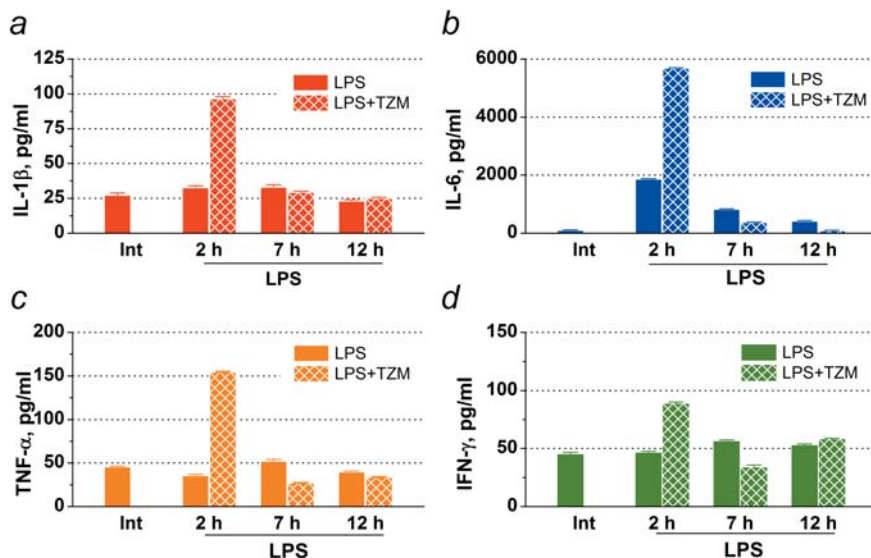 a
125
100
75
50
25
0
IL-1β, pg/ml
LPS
LPS+TZM
Int 2 h 7 h 12 h
LPS
b
6000
4000
2000
0
IL-6, pg/ml
LPS
LPS+TZM
Int 2 h 7 h 12 h
LPS
c
200
150
100
50
0
TNF-α, pg/ml
LPS
LPS+TZM
Int 2 h 7 h 12 h
LPS
d
150
100
50
0
IFN-γ, pg/ml
LPS
LPS+TZM
Int 2 h 7 h 12 h
LPS